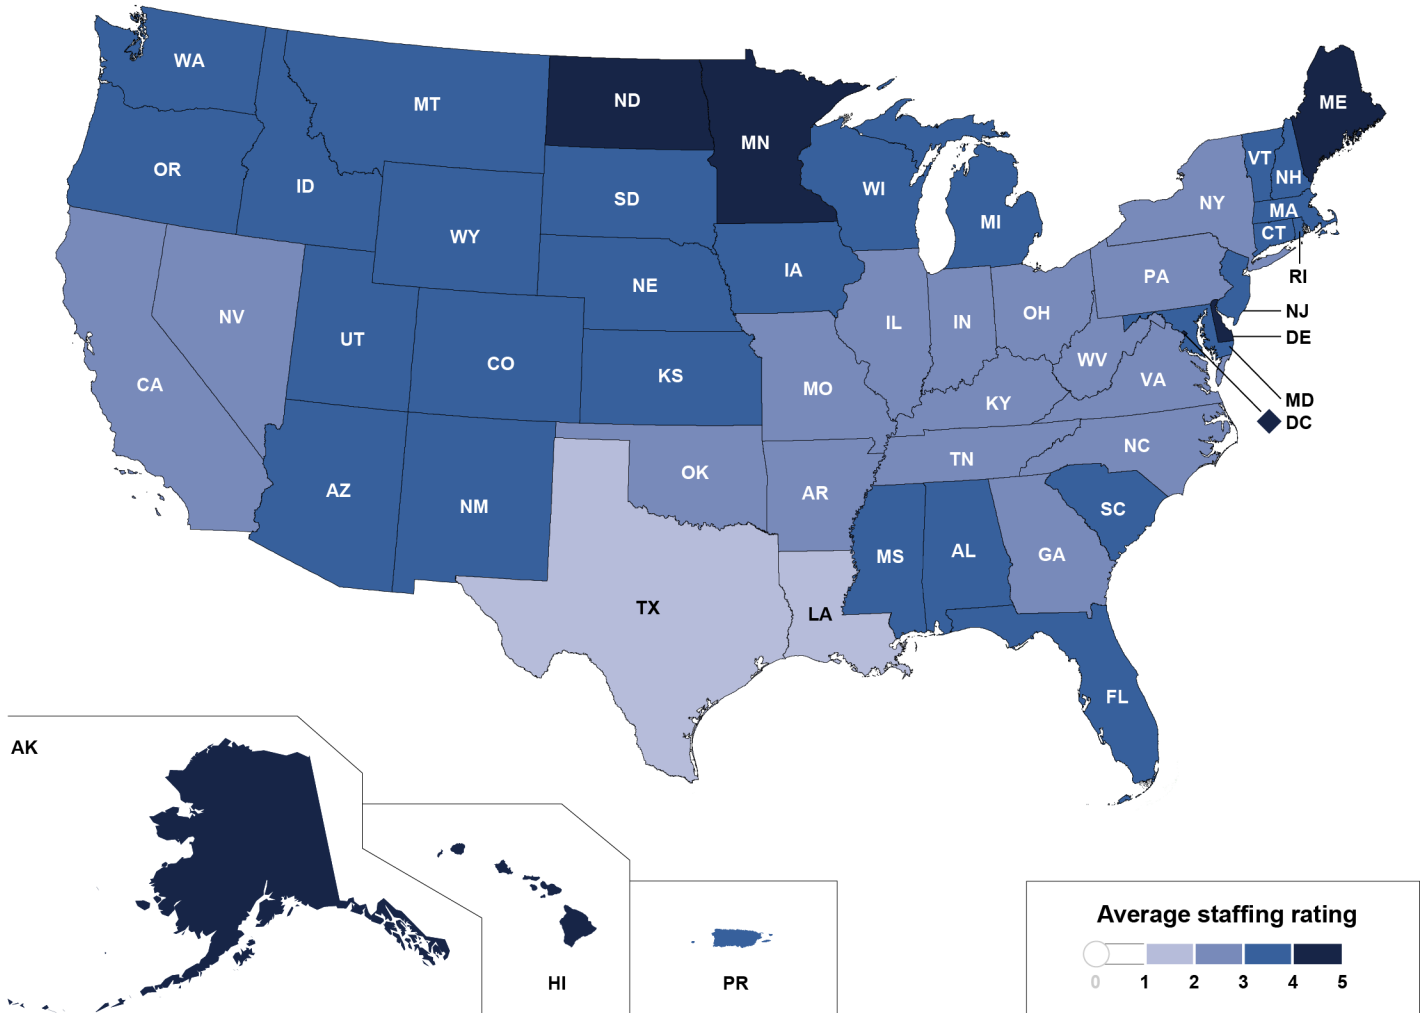 WA
MT
ND
MN
ME
OR
ID
SD
WI
MI
VT
NH
NY
MA
CT
WY
IA
NE
PA
RI
NV
UT
CO
KS
IL
IN
OH
NJ
DE
WV
VA
MD
DC
CA
MO
KY
AZ
NM
OK
AR
TN
NC
SC
MS
AL
GA
TX
LA
FL
AK
HI
PR
Average staffing rating
0 1 2 3 4 5